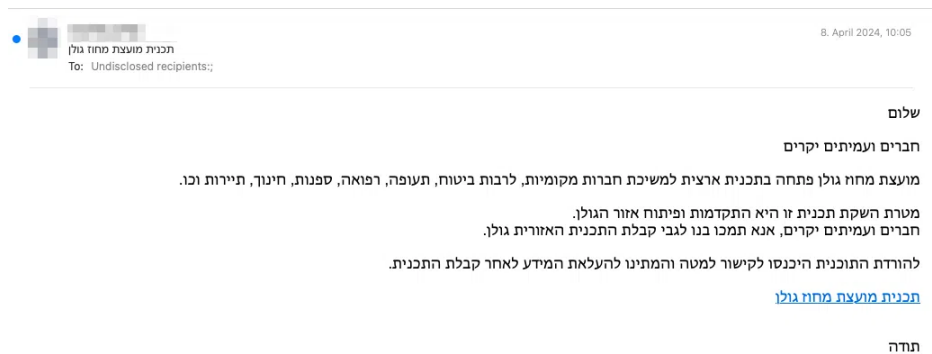 8. April 2024, 10:05
תכנית מועצת מחוז גולן
To: Undisclosed recipients:;
שלום
חברים ועמיתים יקרים
מועצת מחוז גולן פתחה בתכנית ארצית למשיכת חברות מקומיות, לרבות ביטוח, תעופה, רפואה, ספנות, חינוך, תיירות וכו.
מטרת השקת תכנית זו היא התקדמות ופיתוח אזור הגולן.
חברים ועמיתים יקרים, אנא תמכו בנו לגבי קבלת התכנית האזורית גולן.
להורדת התוכנית היכנסו לקישור למטה והמתינו להעלאת המידע לאחר קבלת התכנית.
תכנית מועצת מחוז גולן
תודה